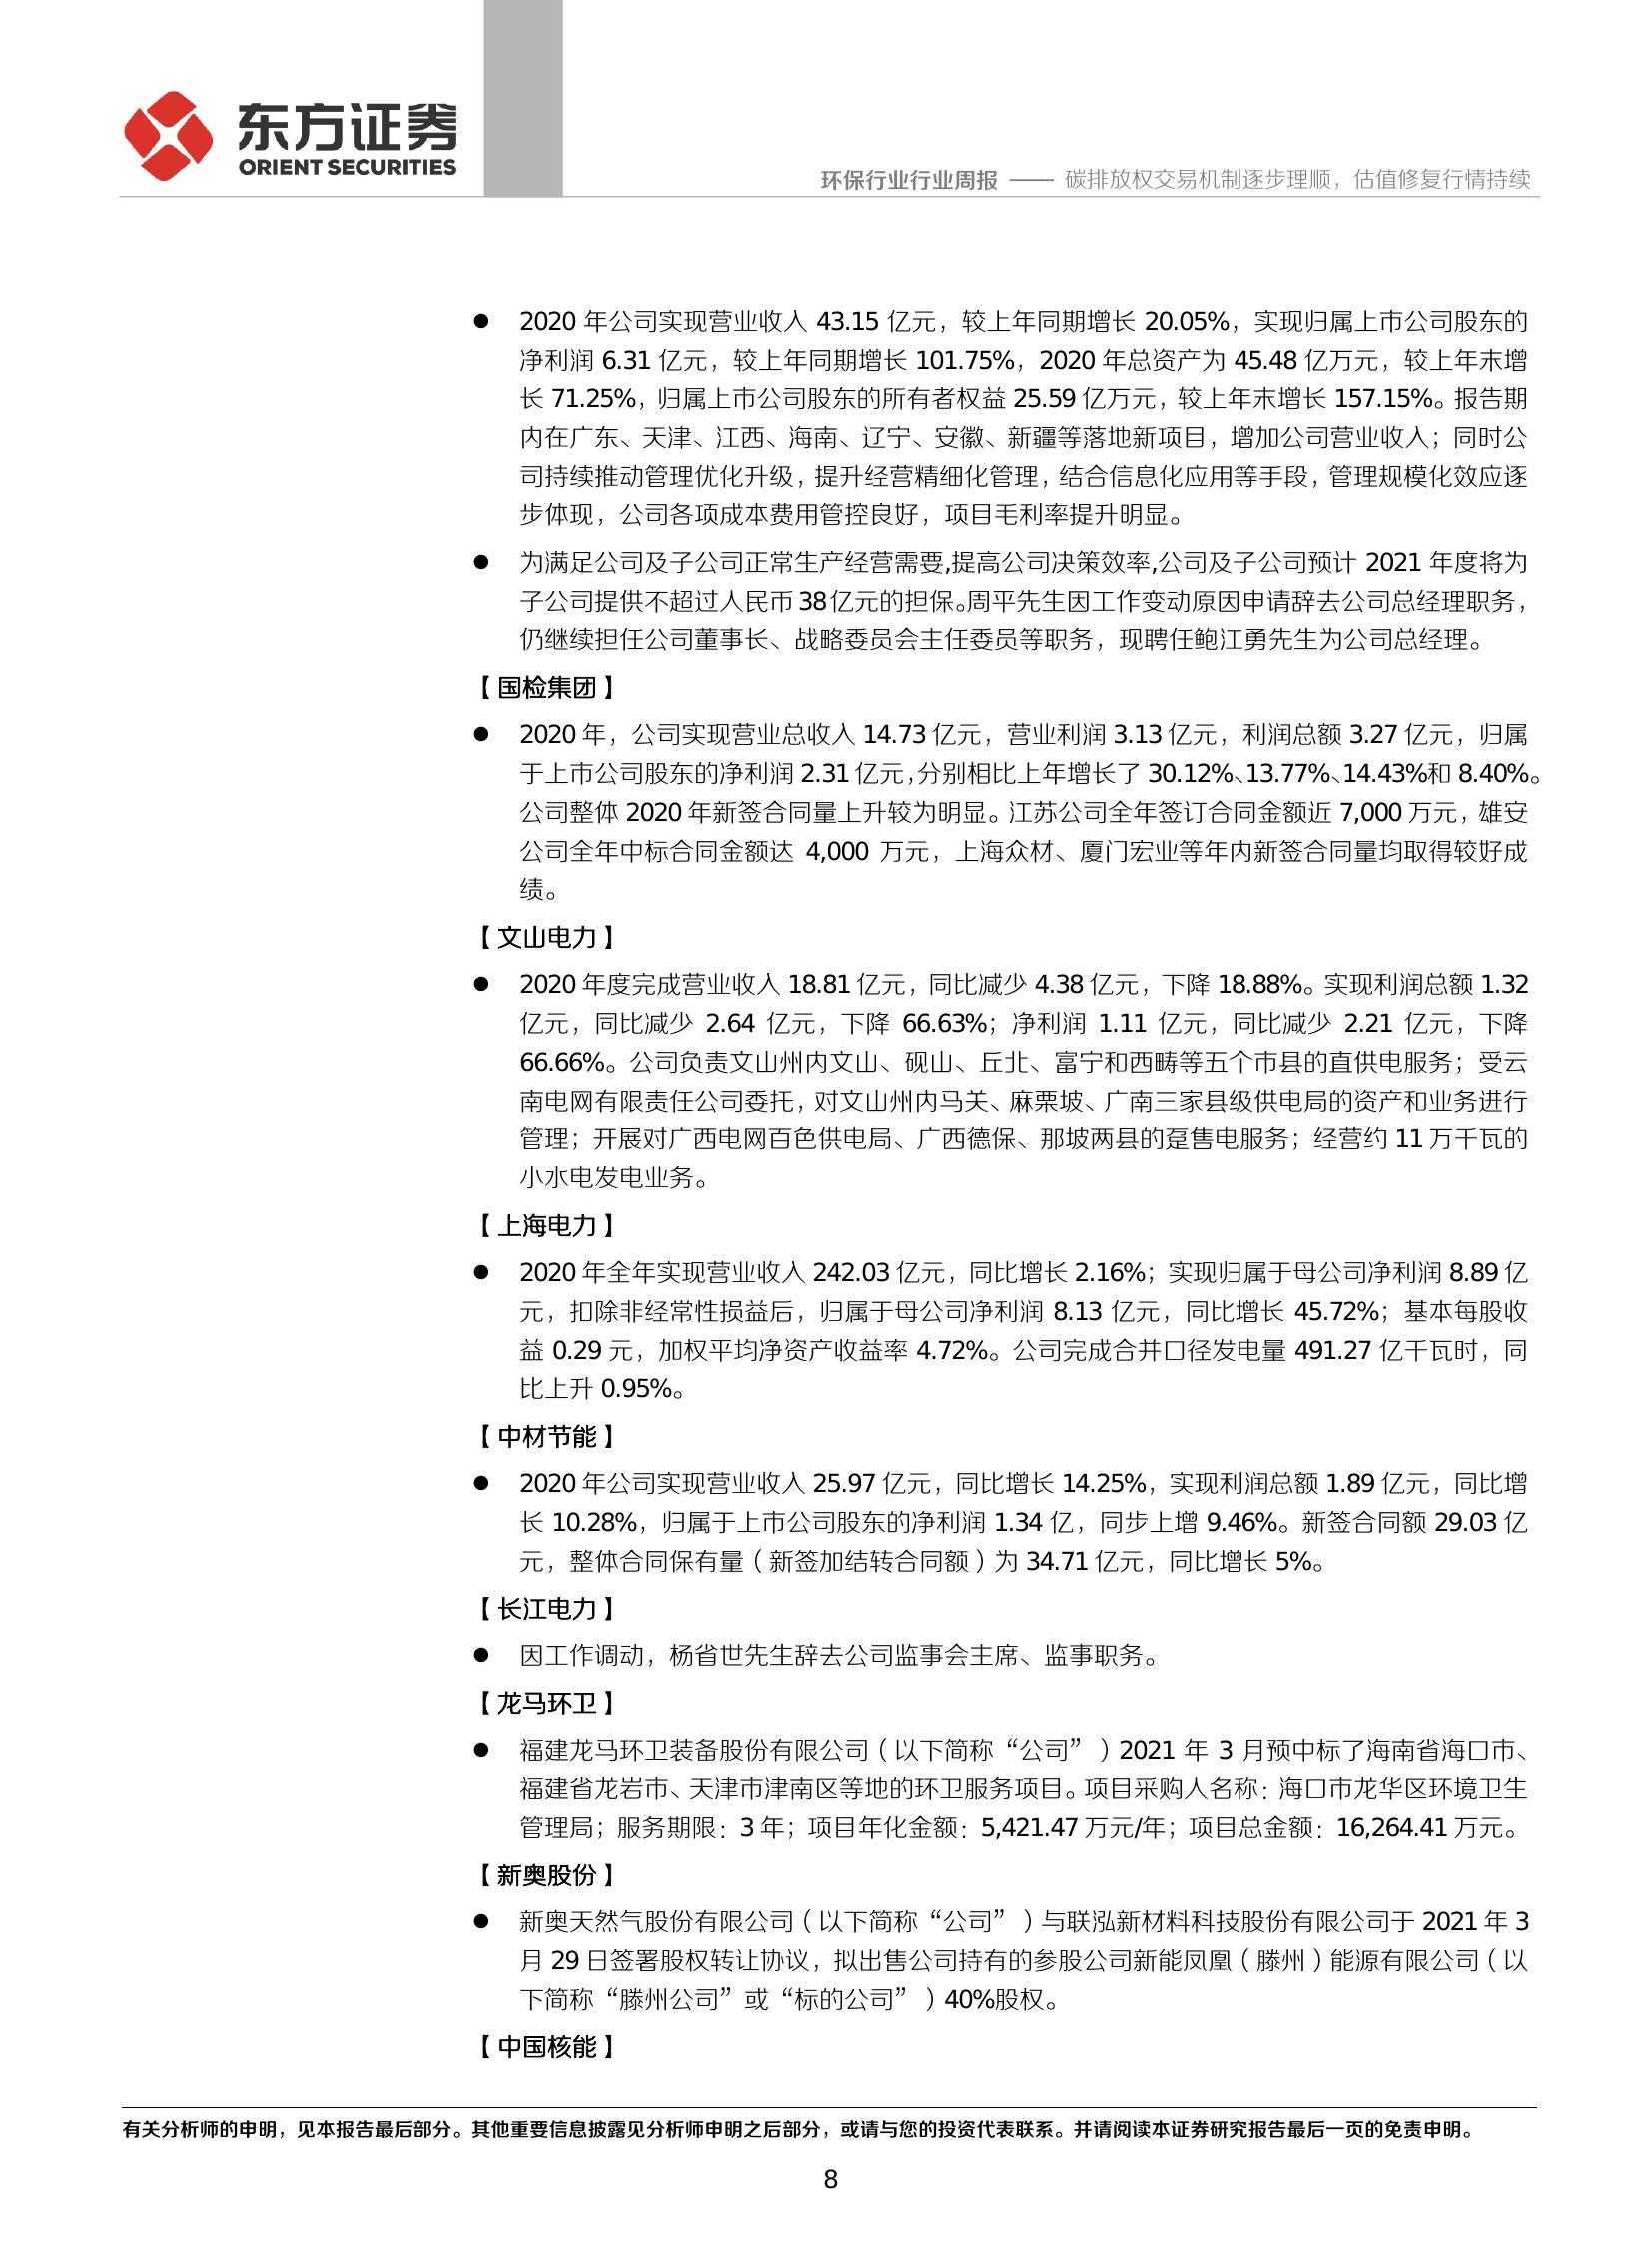 东方证券
ORIENT SECURITIES
环保行业行业周报 —— 碳排放权交易机制逐步理顺，估值修复行情持续
● 2020 年公司实现营业收入 43.15 亿元，较上年同期增长 20.05%，实现归属上市公司股东的
净利润 6.31 亿元，较上年同期增长 101.75%，2020 年总资产为 45.48 亿万元，较上年末增
长 71.25%，归属上市公司股东的所有者权益 25.59 亿万元，较上年末增长 157.15%。报告期
内在广东、天津、江西、海南、辽宁、安徽、新疆等落地新项目，增加公司营业收入；同时公
司持续推动管理优化升级，提升经营精细化管理，结合信息化应用等手段，管理规模化效应逐
步体现，公司各项成本费用管控良好，项目毛利率提升明显。
● 为满足公司及子公司正常生产经营需要,提高公司决策效率,公司及子公司预计 2021 年度将为
子公司提供不超过人民币 38 亿元的担保。周平先生因工作变动原因申请辞去公司总经理职务，
仍继续担任公司董事长、战略委员会主任委员等职务，现聘任鲍江勇先生为公司总经理。
【国检集团】
● 2020 年，公司实现营业总收入 14.73 亿元，营业利润 3.13 亿元，利润总额 3.27 亿元，归属
于上市公司股东的净利润 2.31 亿元，分别相比上年增长了 30.12%、13.77%、14.43%和 8.40%。
公司整体 2020 年新签合同量上升较为明显。江苏公司全年签订合同金额近 7,000 万元，雄安
公司全年中标合同金额达 4,000 万元，上海众材、厦门宏业等年内新签合同量均取得较好成
绩。
【文山电力】
● 2020 年度完成营业收入 18.81 亿元，同比减少 4.38 亿元，下降 18.88%。实现利润总额 1.32
亿元，同比减少 2.64 亿元，下降 66.63%；净利润 1.11 亿元，同比减少 2.21 亿元，下降
66.66%。公司负责文山州内文山、砚山、丘北、富宁和西畴等五个市县的直供电服务；受云
南电网有限责任公司委托，对文山州内马关、麻栗坡、广南三家县级供电局的资产和业务进行
管理；开展对广西电网百色供电局、广西德保、那坡两县的趸售电服务；经营约 11 万千瓦的
小水电发电业务。
【上海电力】
● 2020 年全年实现营业收入 242.03 亿元，同比增长 2.16%；实现归属于母公司净利润 8.89 亿
元，扣除非经常性损益后，归属于母公司净利润 8.13 亿元，同比增长 45.72%；基本每股收
益 0.29 元，加权平均净资产收益率 4.72%。公司完成合并口径发电量 491.27 亿千瓦时，同
比上升 0.95%。
【中材节能】
● 2020 年公司实现营业收入 25.97 亿元，同比增长 14.25%，实现利润总额 1.89 亿元，同比增
长 10.28%，归属于上市公司股东的净利润 1.34 亿，同步上增 9.46%。新签合同额 29.03 亿
元，整体合同保有量（新签加结转合同额）为 34.71 亿元，同比增长 5%。
【长江电力】
● 因工作调动，杨省世先生辞去公司监事会主席、监事职务。
【龙马环卫】
● 福建龙马环卫装备股份有限公司（以下简称“公司”）2021 年 3 月预中标了海南省海口市、
福建省龙岩市、天津市津南区等地的环卫服务项目。项目采购人名称：海口市龙华区环境卫生
管理局；服务期限：3 年；项目年化金额：5,421.47 万元/年；项目总金额：16,264.41 万元。
【新奥股份】
● 新奥天然气股份有限公司（以下简称“公司”）与联泓新材料科技股份有限公司于 2021 年 3
月 29 日签署股权转让协议，拟出售公司持有的参股公司新能凤凰（滕州）能源有限公司（以
下简称“滕州公司”或“标的公司”）40%股权。
【中国核能】
有关分析师的申明，见本报告最后部分。其他重要信息披露见分析师申明之后部分，或请与您的投资代表联系。并请阅读本证券研究报告最后一页的免责申明。
8